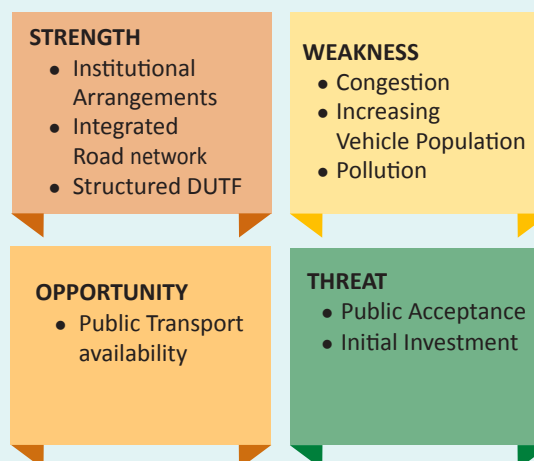 STRENGTH
● Institutional
Arrangements
● Integrated
Road network
● Structured DUTF
WEAKNESS
● Congestion
● Increasing
Vehicle Population
● Pollution
OPPORTUNITY
● Public Transport
availability
THREAT
● Public Acceptance
● Initial Investment